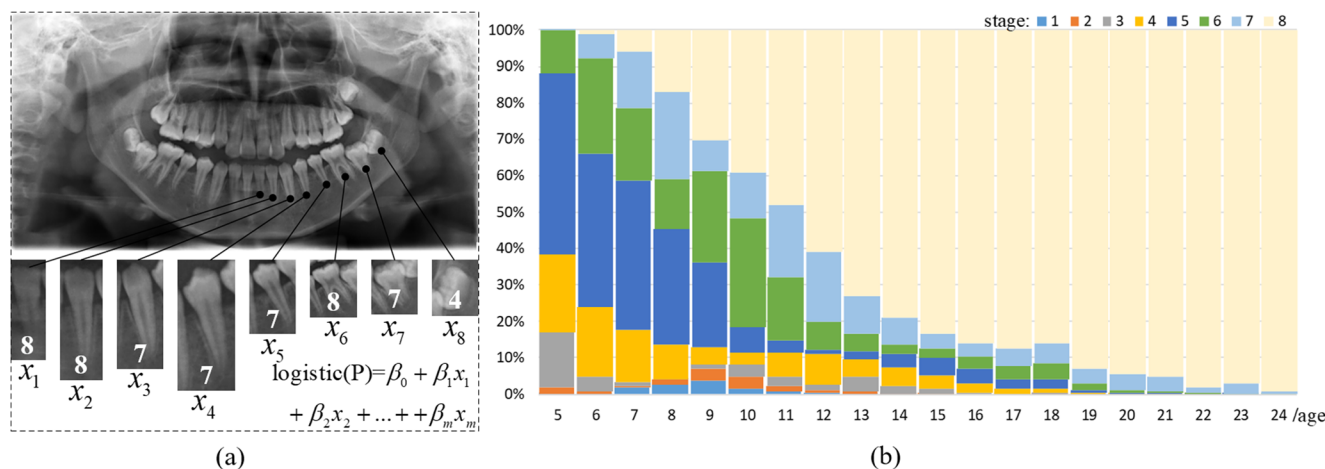 8
8
7
7
7
8
7
4
x1
x2
x3
x4
x5
x6
x7
x8
logistic(P)=β0 + β1x1
+ β2x2 + ... + +βmxm
(a)
stage: 1 2 3 4 5 6 7 8
100%
90%
80%
70%
60%
50%
40%
30%
20%
10%
0%
5 6 7 8 9 10 11 12 13 14 15 16 17 18 19 20 21 22 23 24 /age
(b)